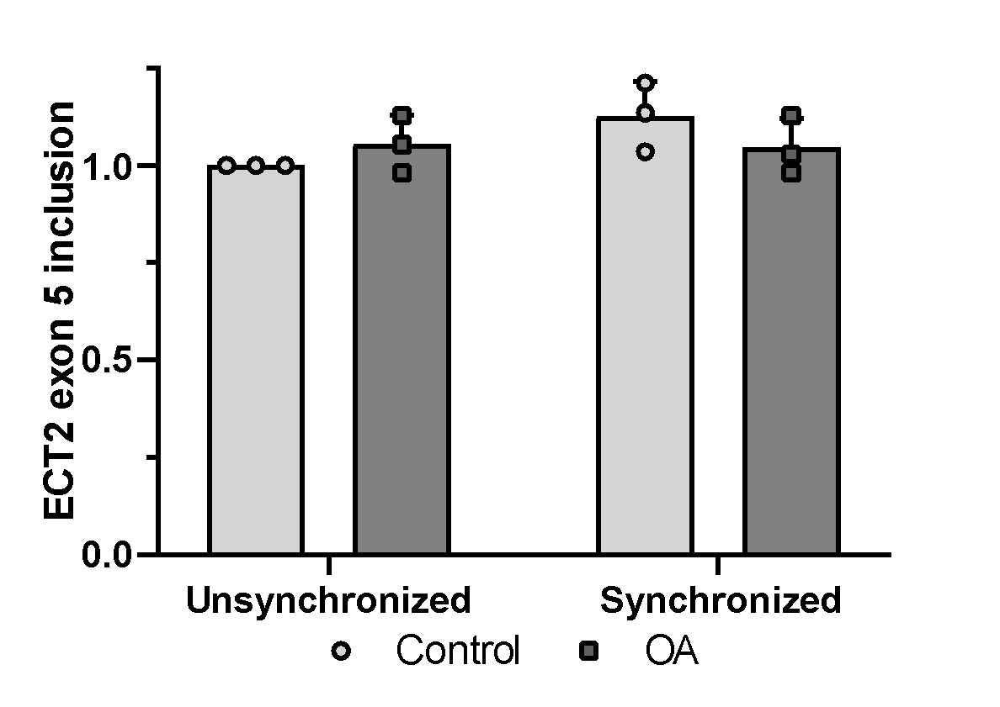 ECT2 exon 5 inclusion
1.0
0.5
0.0
Unsynchronized Synchronized
Control OA